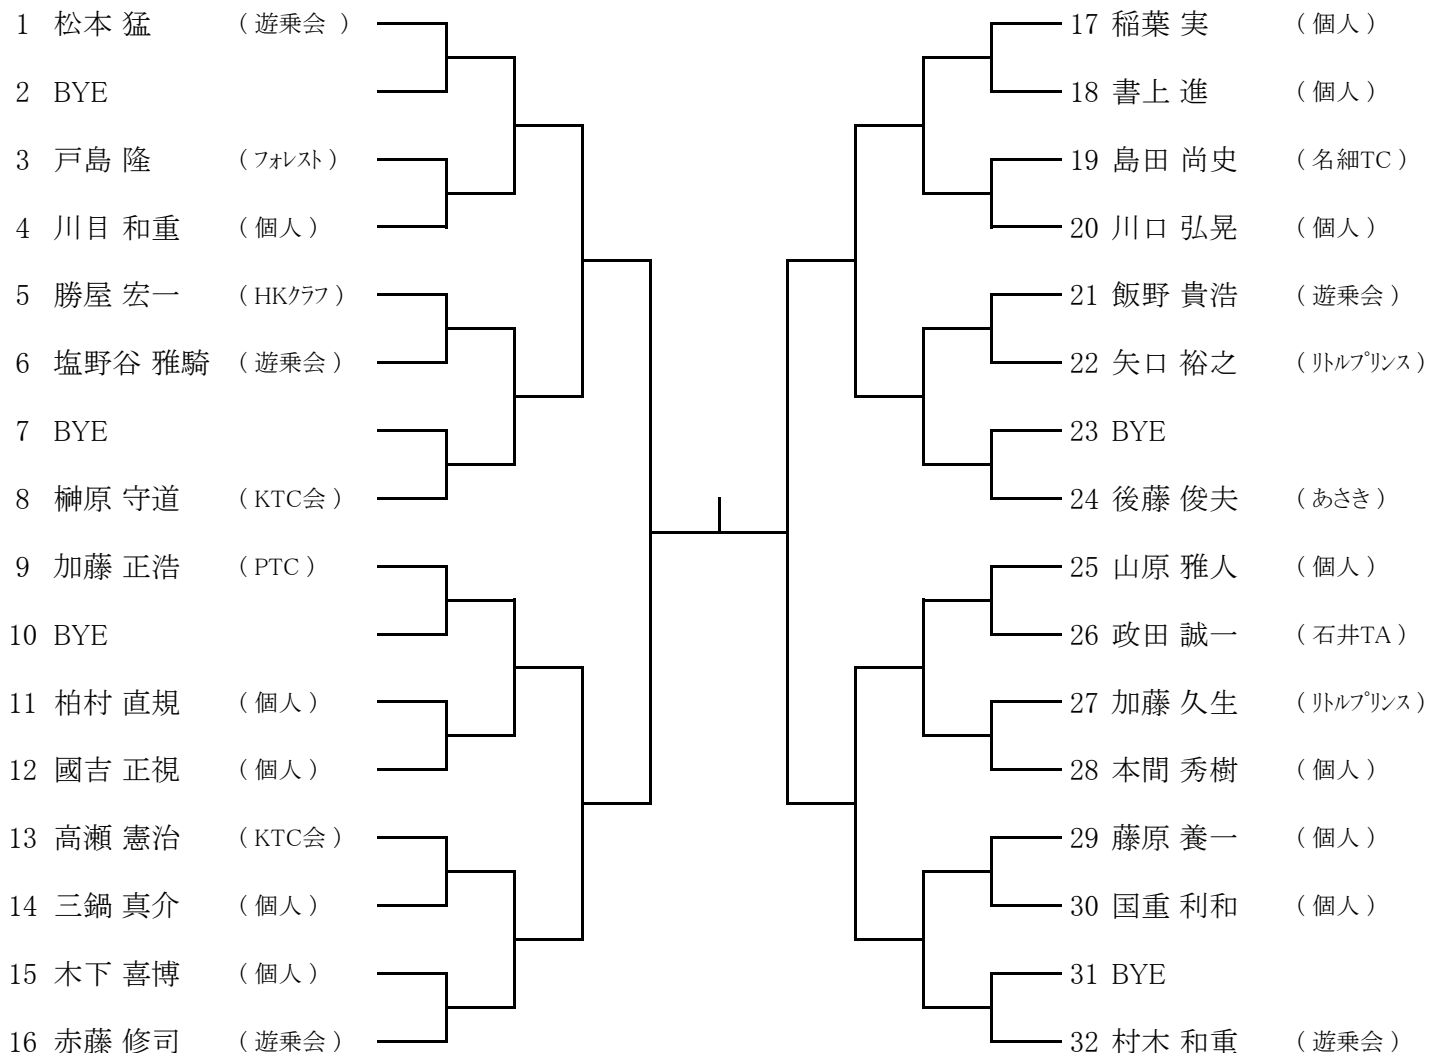 1 松本 猛 ( 遊乗会 )
2 BYE
3 戸島 隆 ( フォレスト )
4 川目 和重 ( 個人 )
5 勝屋 宏一 ( HKクラフ )
6 塩野谷 雅騎 ( 遊乗会 )
7 BYE
8 榊原 守道 ( KTC会 )
9 加藤 正浩 ( PTC )
10 BYE
11 柏村 直規 ( 個人 )
12 國吉 正視 ( 個人 )
13 高瀬 憲治 ( KTC会 )
14 三鍋 真介 ( 個人 )
15 木下 喜博 ( 個人 )
16 赤藤 修司 ( 遊乗会 )
17 稲葉 実 ( 個人 )
18 書上 進 ( 個人 )
19 島田 尚史 ( 名細TC )
20 川口 弘晃 ( 個人 )
21 飯野 貴浩 ( 遊乗会 )
22 矢口 裕之 ( リトルプリンス )
23 BYE
24 後藤 俊夫 ( あさき )
25 山原 雅人 ( 個人 )
26 政田 誠一 ( 石井TA )
27 加藤 久生 ( リトルプリンス )
28 本間 秀樹 ( 個人 )
29 藤原 養一 ( 個人 )
30 国重 利和 ( 個人 )
31 BYE
32 村木 和重 ( 遊乗会 )